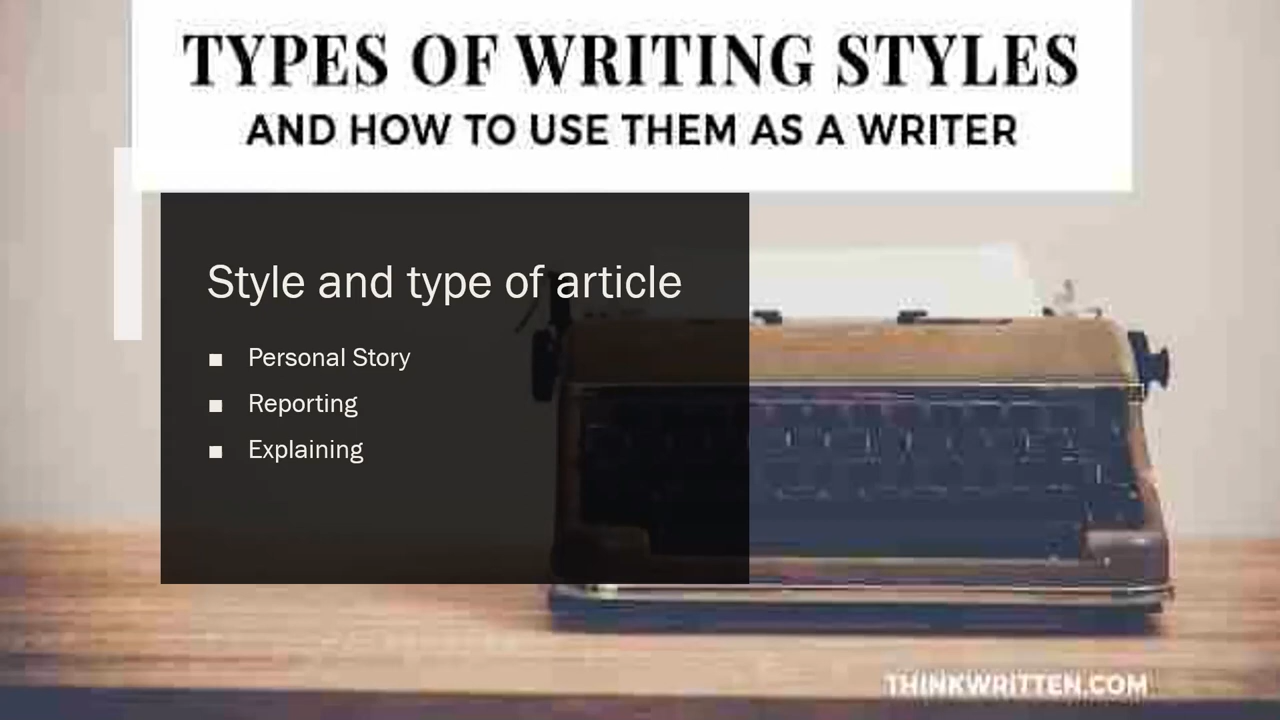 TYPES OF WRITING STYLES
AND HOW TO USE THEM AS A WRITER
Style and type of article
Personal Story
Reporting
Explaining
THINKWRITTEN.COM